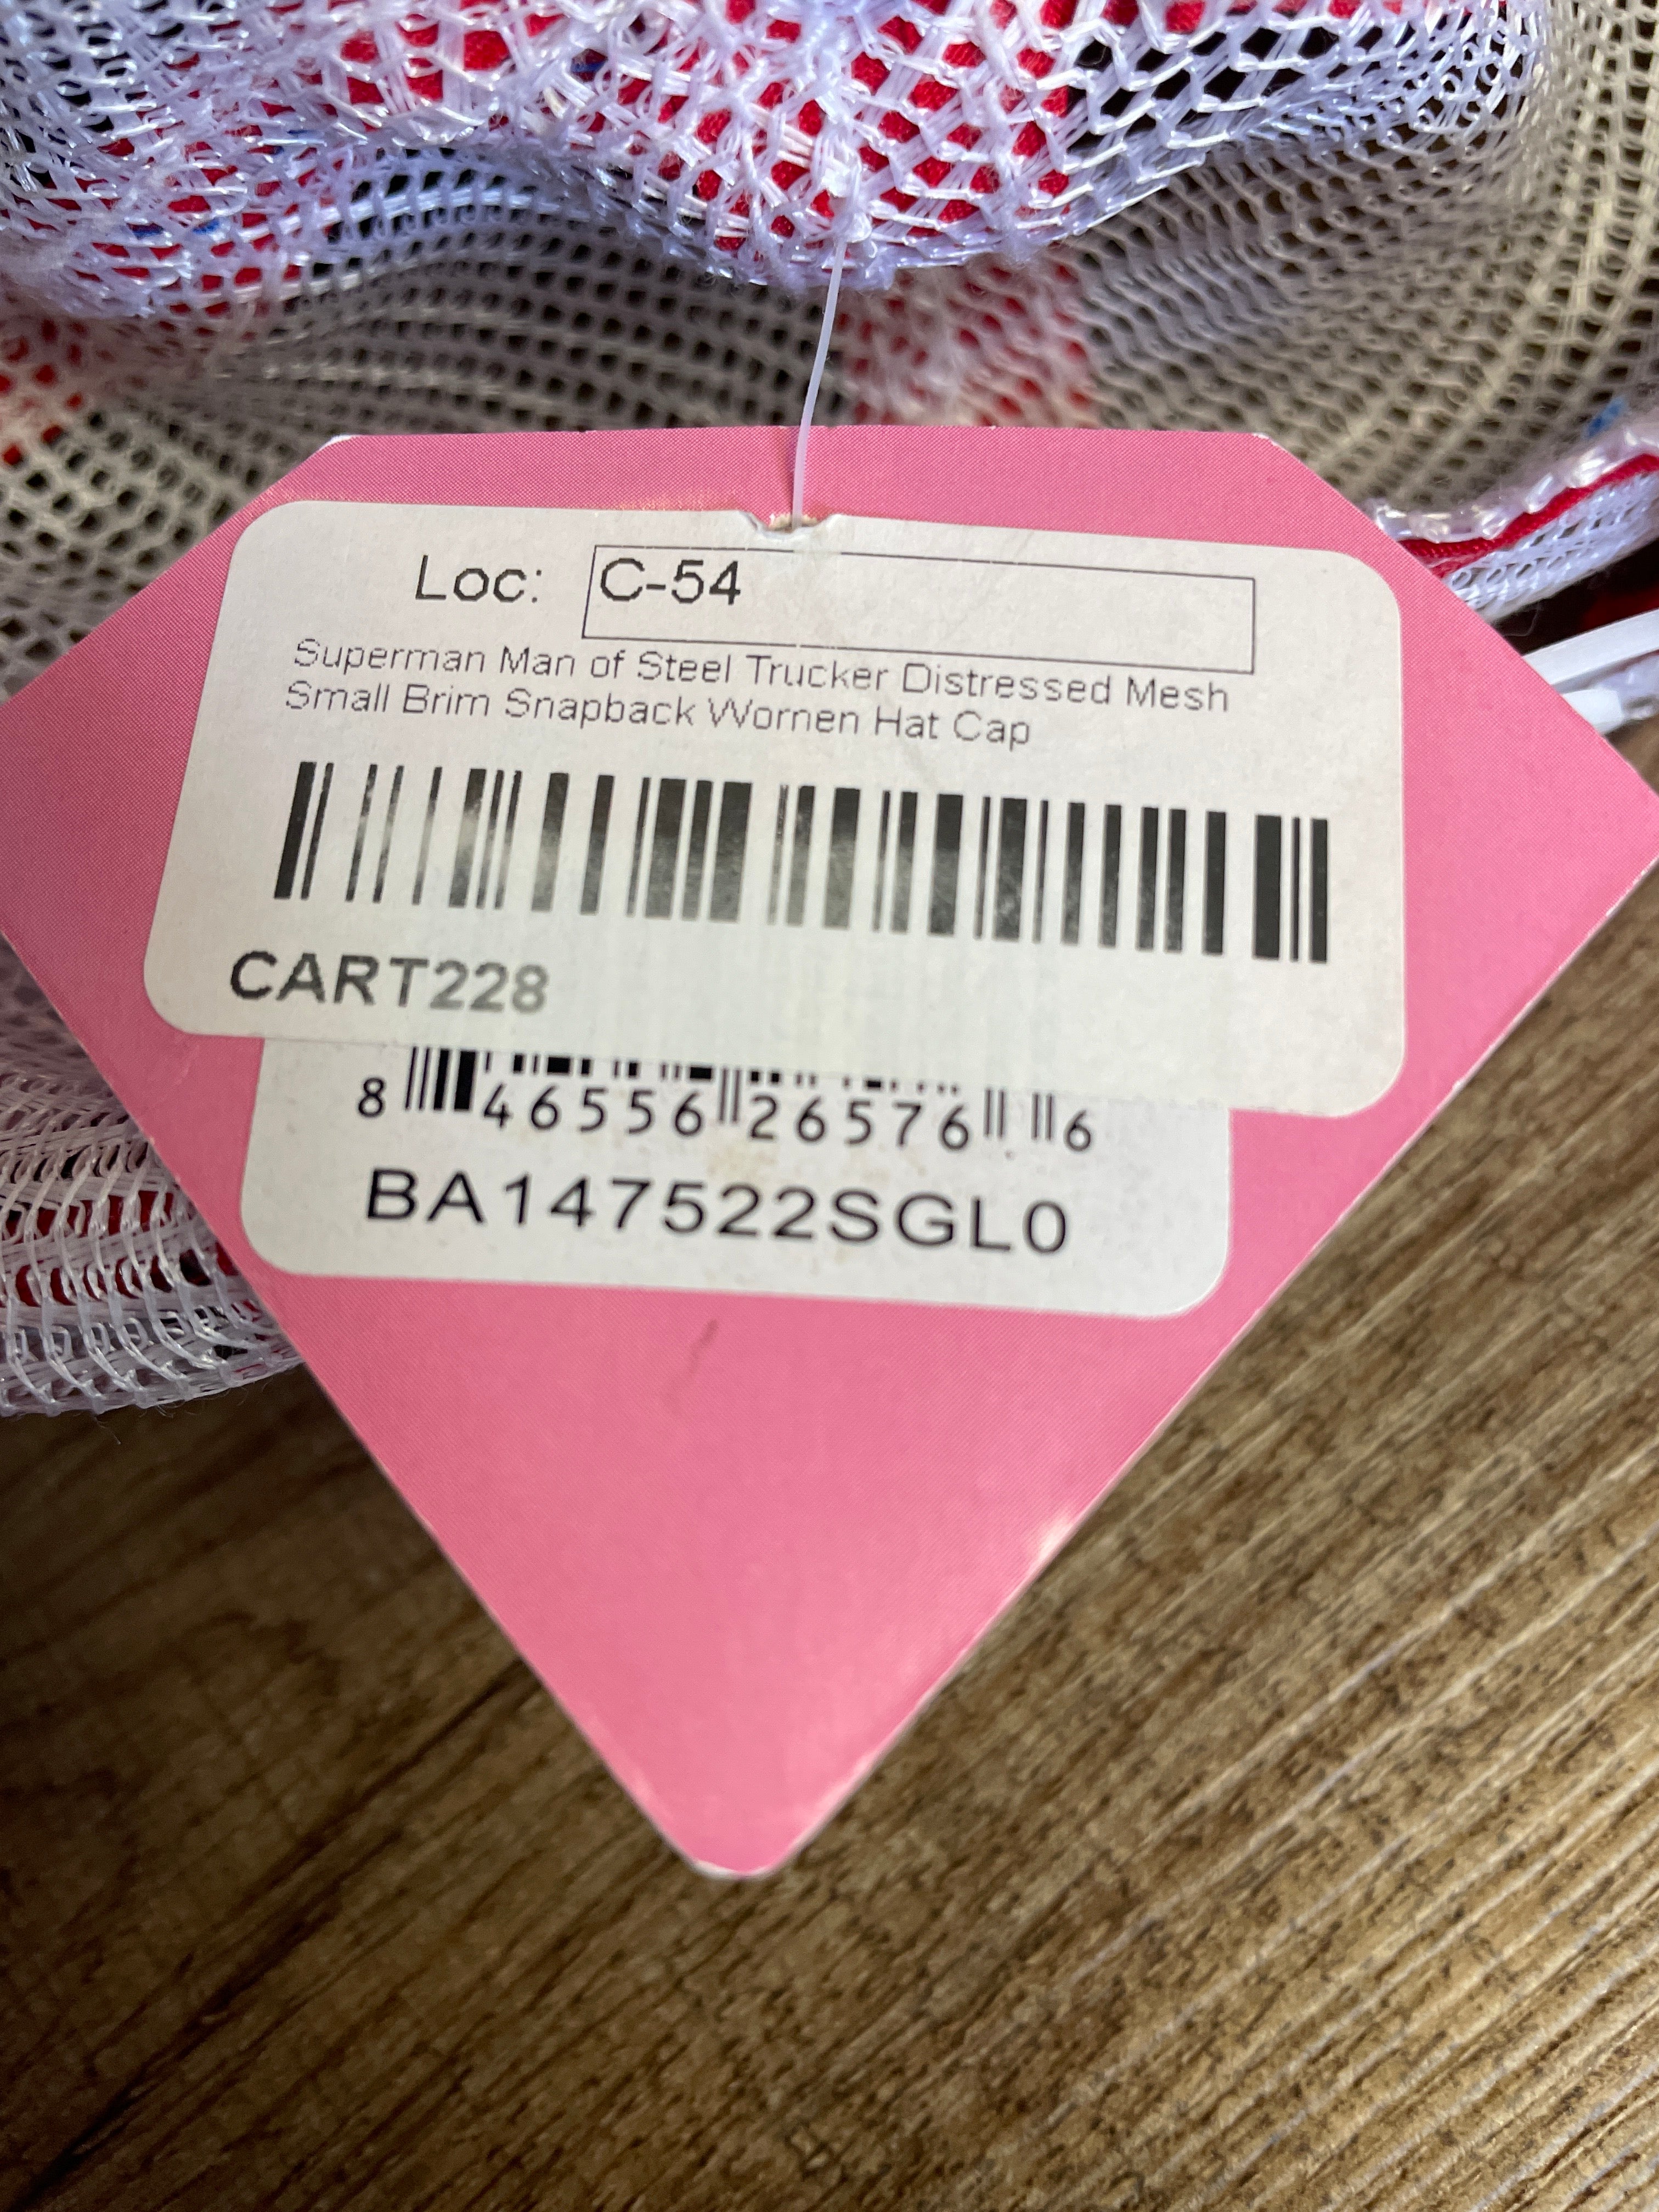 Loc: C-54
Superman Man of Steel Trucker Distressed Mesh
Small Brim Snapback Women Hat Cap
CART228
8 46556 26576 6
BA147522SGL0